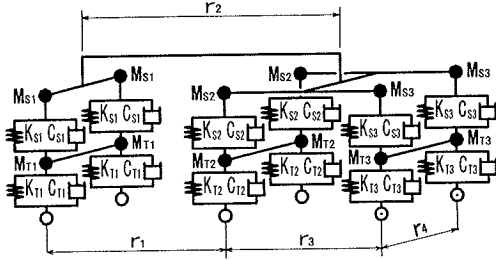 r2
MS1
MS2
MS3
MS1
MS2
MS3
KS1 CS1
KS2 CS2
KS3 CS3
KS1 CS1
KS2 CS2
KS3 CS3
MT1
MT2
MT3
MT1
MT2
MT3
KT1 CT1
KT2 CT2
KT3 CT3
KT1 CT1
KT2 CT2
KT3 CT3
r4
r1
r3